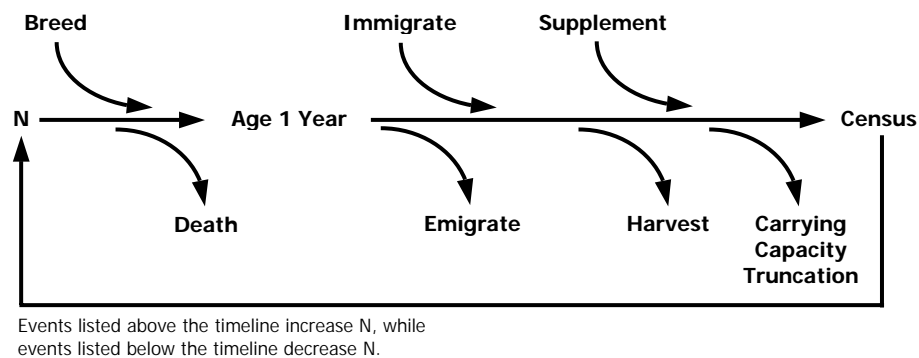 Breed
Immigrate
Supplement
N
Age 1 Year
Census
Death
Emigrate
Harvest
Carrying
Capacity
Truncation
Events listed above the timeline increase N, while
events listed below the timeline decrease N.